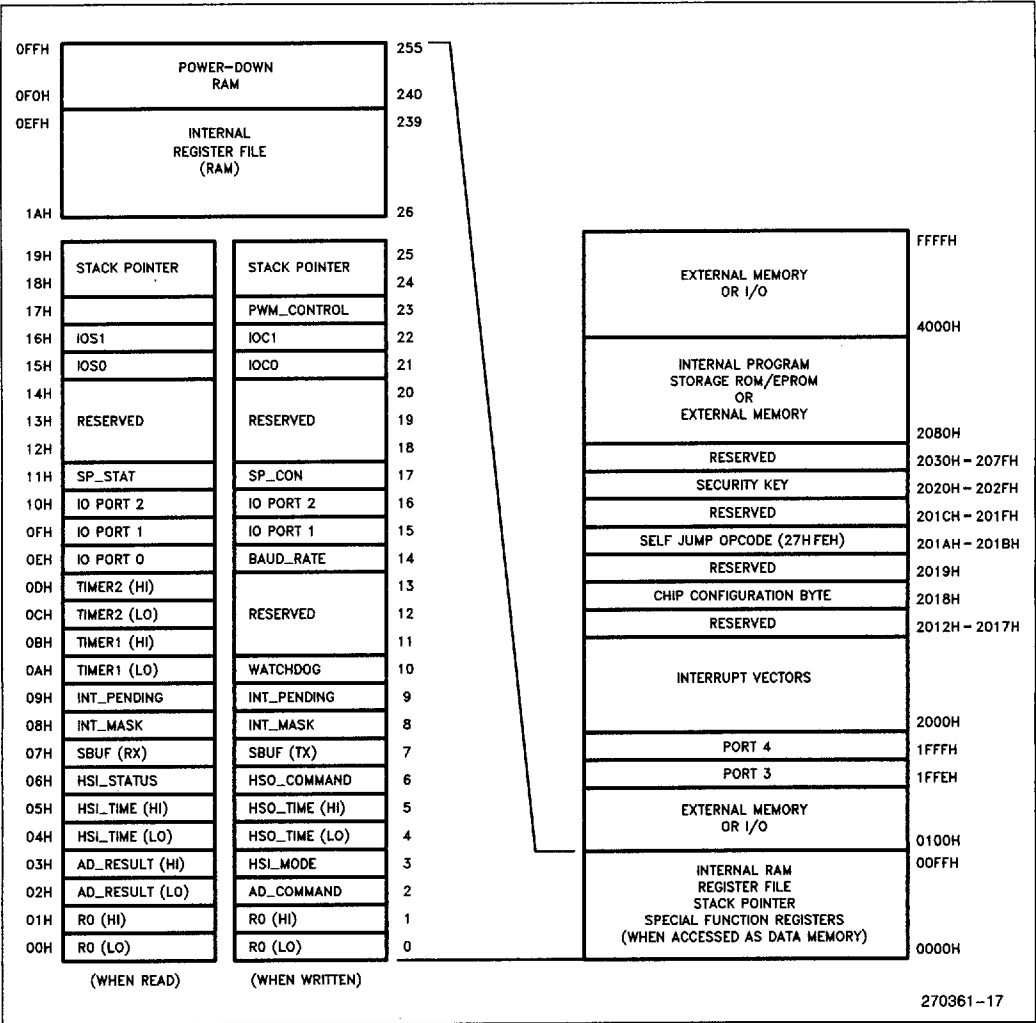 0FFH POWER-DOWN RAM 255
0F0H 240
0EFH INTERNAL REGISTER FILE (RAM) 239
1AH 26
19H STACK POINTER STACK POINTER 25
18H 24
17H PWM_CONTROL 23
16H IOS1 IOC1 22
15H IOS0 IOC0 21
14H 20
13H RESERVED RESERVED 19
12H 18
11H SP_STAT SP_CON 17
10H IO PORT 2 IO PORT 2 16
0FH IO PORT 1 IO PORT 1 15
0EH IO PORT 0 BAUD_RATE 14
0DH TIMER2 (HI) 13
0CH TIMER2 (LO) RESERVED 12
0BH TIMER1 (HI) 11
0AH TIMER1 (LO) WATCHDOG 10
09H INT_PENDING INT_PENDING 9
08H INT_MASK INT_MASK 8
07H SBUF (RX) SBUF (TX) 7
06H HSI_STATUS HSO_COMMAND 6
05H HSI_TIME (HI) HSO_TIME (HI) 5
04H HSI_TIME (LO) HSO_TIME (LO) 4
03H AD_RESULT (HI) HSI_MODE 3
02H AD_RESULT (LO) AD_COMMAND 2
01H R0 (HI) R0 (HI) 1
00H R0 (LO) R0 (LO) 0
(WHEN READ) (WHEN WRITTEN)
FFFFH
EXTERNAL MEMORY
OR I/O
4000H
INTERNAL PROGRAM
STORAGE ROM/EPROM
OR
EXTERNAL MEMORY
2080H
RESERVED 2030H-207FH
SECURITY KEY 2020H-202FH
RESERVED 201CH-201FH
SELF JUMP OPCODE (27H FEH) 201AH-201BH
RESERVED 2019H
CHIP CONFIGURATION BYTE 2018H
RESERVED 2012H-2017H
INTERRUPT VECTORS
2000H
PORT 4 1FFFH
PORT 3 1FFEH
EXTERNAL MEMORY
OR I/O
0100H
00FFH
INTERNAL RAM
REGISTER FILE
STACK POINTER
SPECIAL FUNCTION REGISTERS
(WHEN ACCESSED AS DATA MEMORY)
0000H
270361-17